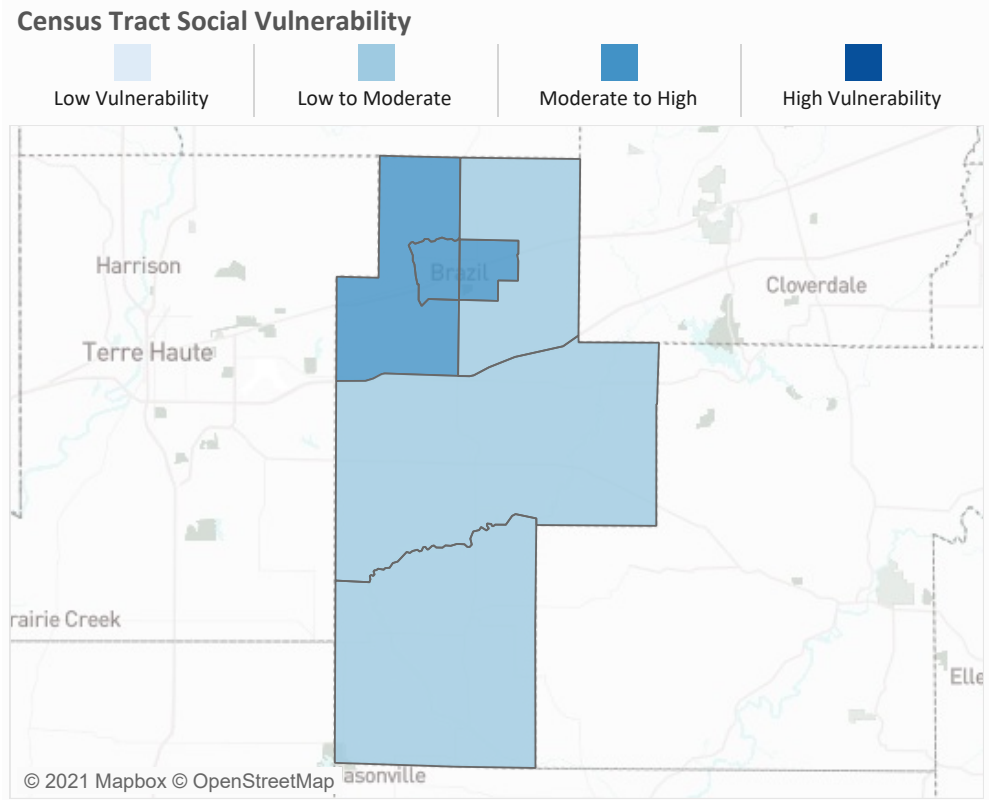 Census Tract Social Vulnerability
Low Vulnerability
Low to Moderate
Moderate to High
High Vulnerability
Harrison
Brazil
Cloverdale
Terre Haute
rairie Creek
Elle
asonville
© 2021 Mapbox © OpenStreetMap